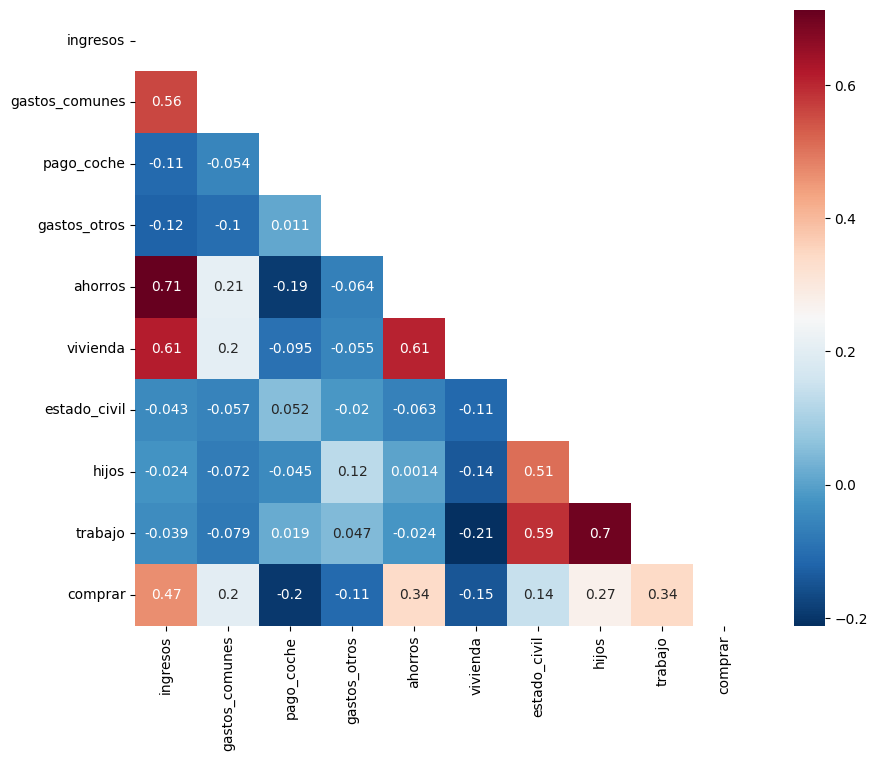 ingresos
gastos_comunes 0.56
pago_coche -0.11 -0.054
gastos_otros -0.12 -0.1 0.011
ahorros 0.71 0.21 -0.19 -0.064
vivienda 0.61 0.2 -0.095 -0.055 0.61
estado_civil -0.043 -0.057 0.052 -0.02 -0.063 -0.11
hijos -0.024 -0.072 -0.045 0.12 0.0014 -0.14 0.51
trabajo -0.039 -0.079 0.019 0.047 -0.024 -0.21 0.59 0.7
comprar 0.47 0.2 -0.2 -0.11 0.34 -0.15 0.14 0.27 0.34
ingresos gastos_comunes pago_coche gastos_otros ahorros vivienda estado_civil hijos trabajo comprar
0.6
0.4
0.2
0.0
−0.2